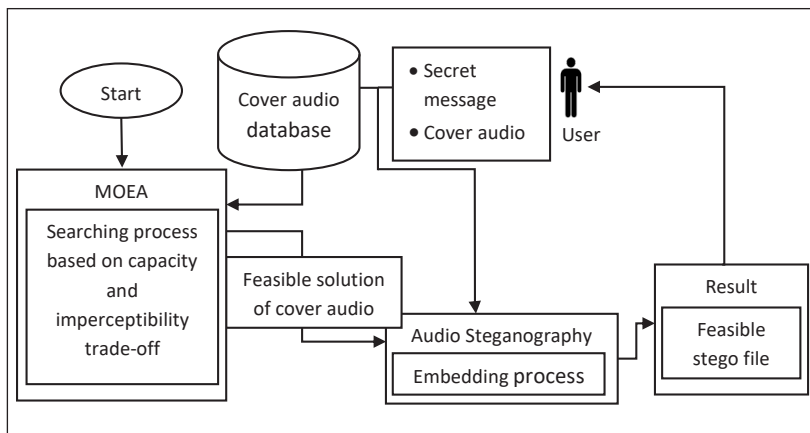 Start
Cover audio
database
• Secret
message
• Cover audio
User
MOEA
Searching process
based on capacity
and
imperceptibility
trade-off
Feasible solution
of cover audio
Audio Steganography
Embedding process
Result
Feasible
stego file